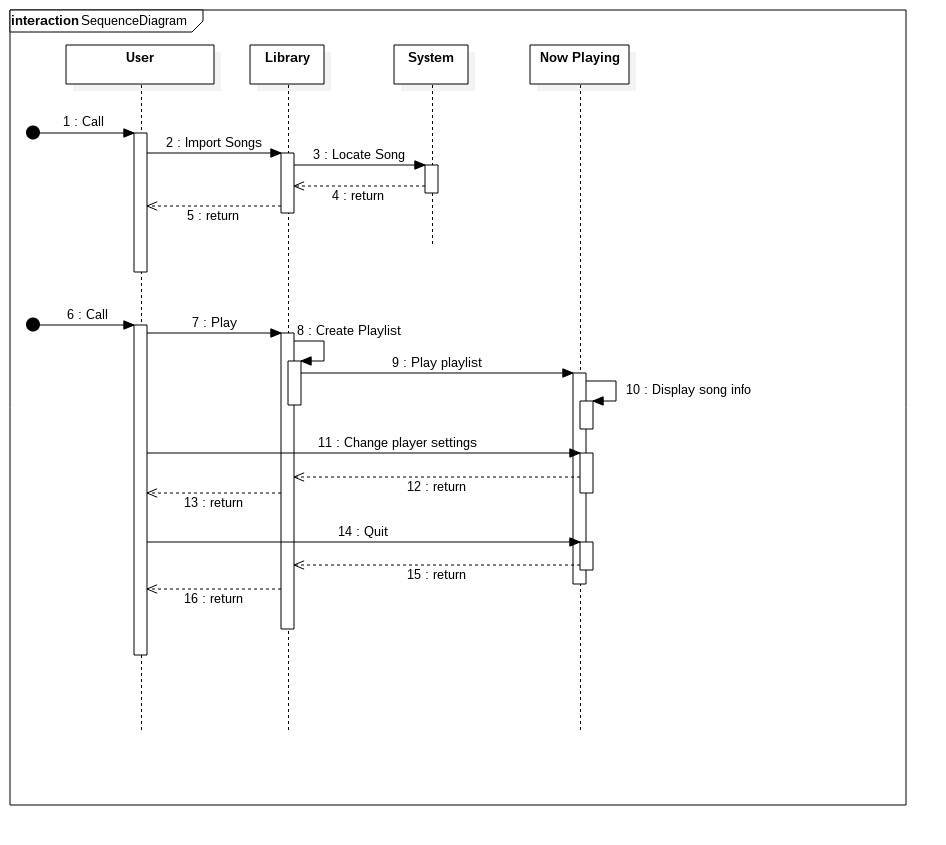 interaction SequenceDiagram
User
Library
System
Now Playing
1 : Call
2 : Import Songs
3 : Locate Song
4 : return
5 : return
6 : Call
7 : Play
8 : Create Playlist
9 : Play playlist
10 : Display song info
11 : Change player settings
12 : return
13 : return
14 : Quit
15 : return
16 : return